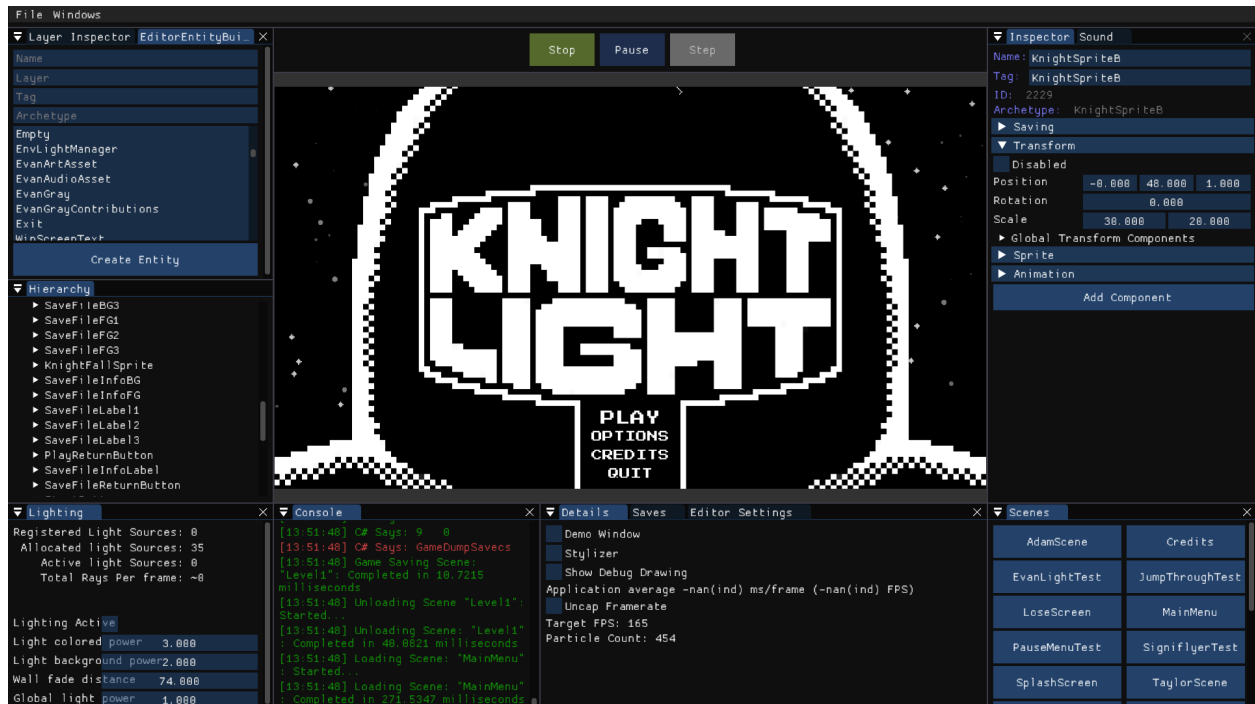 File Windows
Layer Inspector EditorEntityBui…
Name
Layer
Tag
Archetype
Empty
EnvLightManager
EvanArtAsset
EvanAudioAsset
EvanGray
EvanGrayContributions
Exit
WinScreenText
Create Entity
Hierarchy
SaveFileBG3
SaveFileFG1
SaveFileFG2
SaveFileFG3
KnightFallSprite
SaveFileInfoBG
SaveFileInfoFG
SaveFileLabel1
SaveFileLabel2
SaveFileLabel3
PlayReturnButton
SaveFileInfoLabel
SaveFileReturnButton
Stop Pause Step
KNIGHT
LIGHT
PLAY
OPTIONS
CREDITS
QUIT
Inspector Sound
Name: KnightSpriteB
Tag: KnightSpriteB
ID: 2229
Archetype: KnightSpriteB
Saving
Transform
Disabled
Position -0.000 48.000 1.000
Rotation 0.000
Scale 30.000 20.000
Global Transform Components
Sprite
Animation
Add Component
Lighting
Registered Light Sources: 0
Allocated light Sources: 35
Active light Sources: 0
Total Rays Per frame: ~0
Lighting Active
Light colored power 3.000
Light background power 2.000
Wall fade distance 74.000
Global light power 1.000
Console
[13:51:48] C# Says: 9 0
[13:51:48] C# Says: GameDumpSavecs
[13:51:48] Game Saving Scene:
"Level1": Completed in 10.7215
milliseconds
[13:51:48] Unloading Scene "Level1":
Started...
[13:51:48] Unloading Scene: "Level1"
: Completed in 40.0821 milliseconds
[13:51:48] Loading Scene: "MainMenu"
: Started...
[13:51:48] Loading Scene: "MainMenu"
: Completed in 271.5347 milliseconds
Details Saves Editor Settings
Demo Window
Stylizer
Show Debug Drawing
Application average -nan(ind) ms/frame (-nan(ind) FPS)
Uncap Framerate
Target FPS: 165
Particle Count: 454
Scenes
AdamScene Credits
EvanLightTest JumpThroughTest
LoseScreen MainMenu
PauseMenuTest SigniflyerTest
SplashScreen TaylorScene